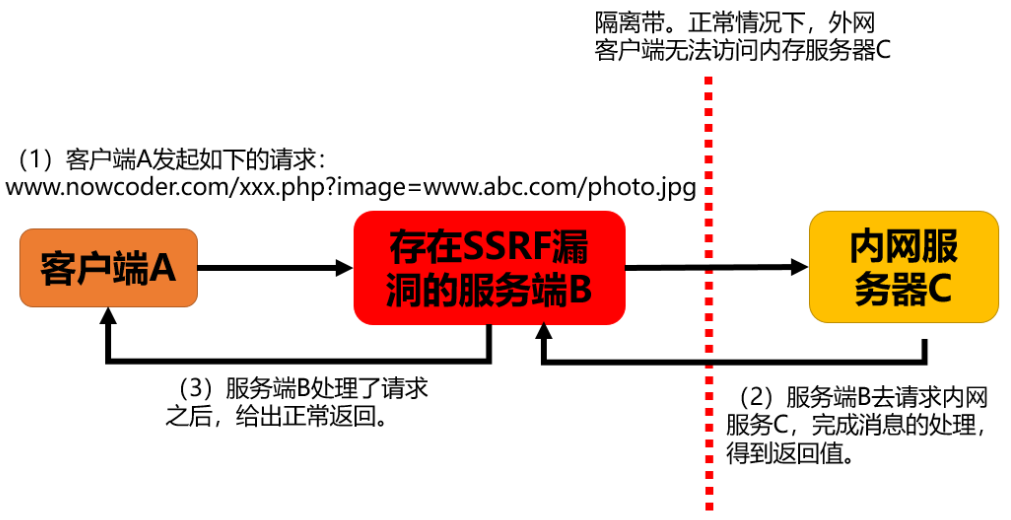 隔离带。正常情况下，外网
客户端无法访问内存服务器C
（1）客户端A发起如下的请求：
www.nowcoder.com/xxx.php?image=www.abc.com/photo.jpg
客户端A
存在SSRF漏
洞的服务端B
内网服
务器C
（3）服务端B处理了请求
之后，给出正常返回。
（2）服务端B去请求内网
服务C，完成消息的处理，
得到返回值。